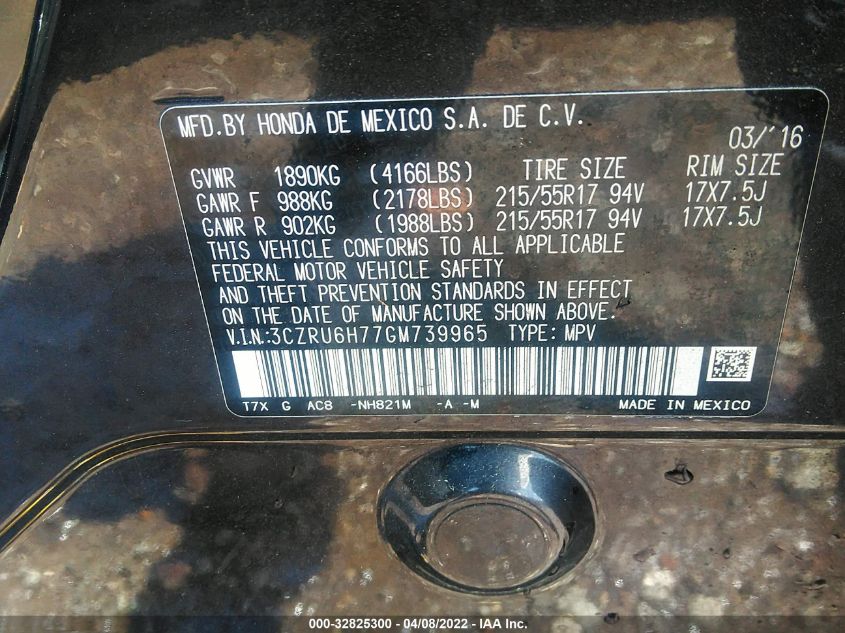 MFD.BY HONDA DE MEXICO S.A. DE C.V.
03/'16
GVWR 1890KG (4166LBS) TIRE SIZE RIM SIZE
GAWR F 988KG (2178LBS) 215/55R17 94V 17X7.5J
GAWR R 902KG (1988LBS) 215/55R17 94V 17X7.5J
THIS VEHICLE CONFORMS TO ALL APPLICABLE
FEDERAL MOTOR VEHICLE SAFETY
AND THEFT PREVENTION STANDARDS IN EFFECT
ON THE DATE OF MANUFACTURE SHOWN ABOVE.
V.I.N.:3CZRU6H77GM739965 TYPE: MPV
T7X G AC8 -NH821M -A -M MADE IN MEXICO
000-32825300 - 04/08/2022 - IAA Inc.